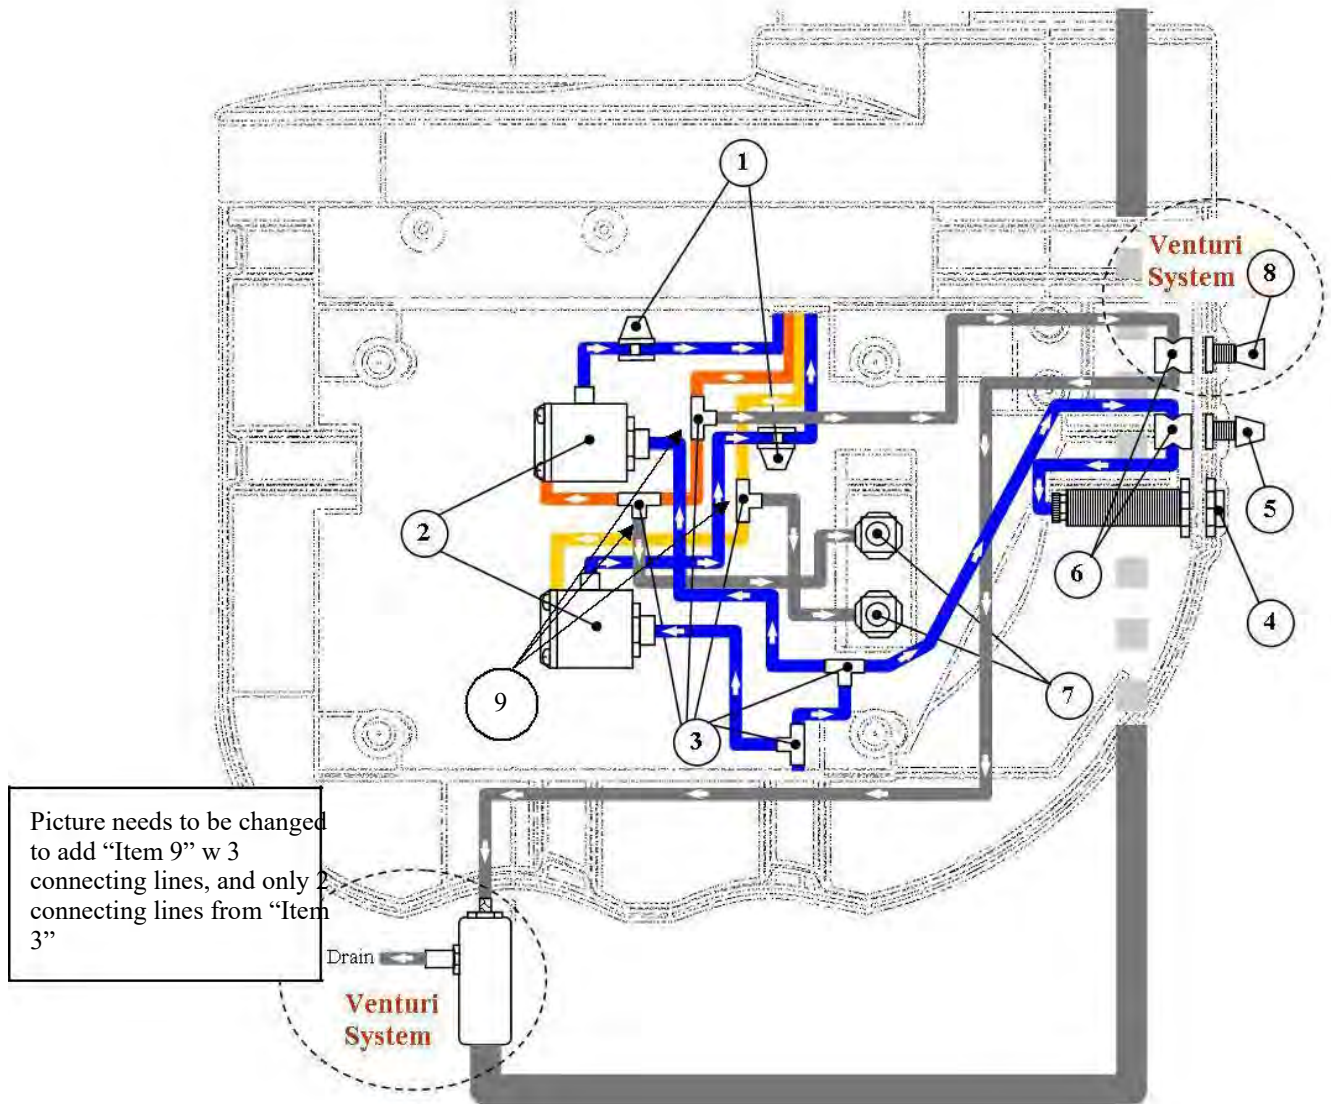 1
Venturi
System
8
2
5
6
4
9
7
3
Picture needs to be changed
to add “Item 9” w 3
connecting lines, and only 2
connecting lines from “Item
3”
Drain
Venturi
System